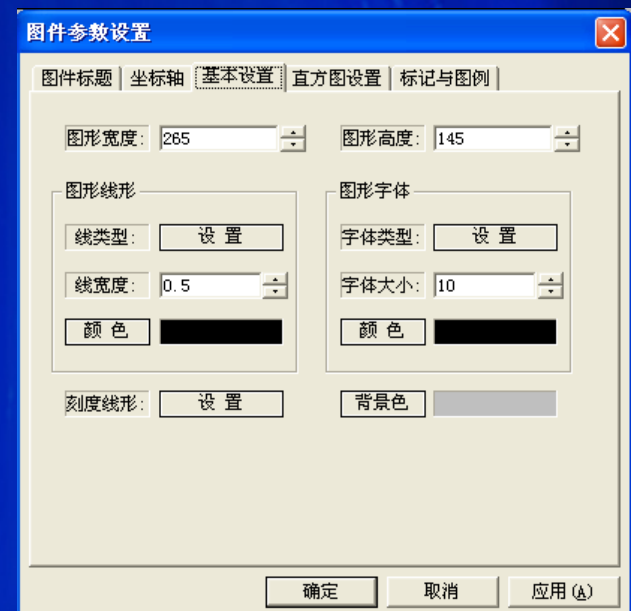 图件参数设置
图件标题 坐标轴 基本设置 直方图设置 标记与图例
图形宽度: 265 图形高度: 145
图形线形 图形字体
线类型: 设 置 字体类型: 设 置
线宽度: 0.5 字体大小: 10
颜 色 颜 色
刻度线形: 设 置 背景色
确定 取消 应用(A)